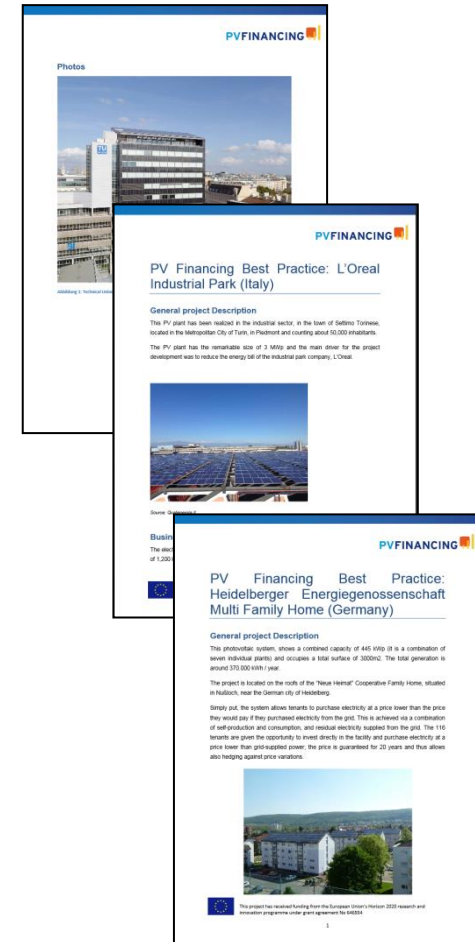 PVFINANCING
Photos
TU
Abbildung 1: Technical Univer
PVFINANCING
PV Financing Best Practice: L'Oreal
Industrial Park (Italy)
General project Description
This PV plant has been realized in the industrial sector, in the town of Settimo Torinese,
located in the Metropolitan City of Turin, in Piedmont and counting about 50,000 inhabitants.
The PV plant has the remarkable size of 3 MWp and the main driver for the project
development was to reduce the energy bill of the industrial park company, L'Oreal.
Source:
Busin
The elect
of 1,200
PVFINANCING
PV Financing Best Practice:
Heidelberger Energiegenossenschaft
Multi Family Home (Germany)
General project Description
This photovoltaic system, shows a combined capacity of 445 kWp (it is a combination of
seven individual plants) and occupies a total surface of 3000m2. The total generation is
around 370.000 kWh / year.
The project is located on the roofs of the "Neue Heimat" Cooperative Family Home, situated
in Nußloch, near the German city of Heidelberg.
Simply put, the system allows tenants to purchase electricity at a price lower than the price
they would pay if they purchased electricity from the grid. This is achieved via a combination
of self-production and consumption, and residual electricity supplied from the grid. The 116
tenants are given the opportunity to invest directly in the facility and purchase electricity at a
price lower than grid-supplied power, the price is guaranteed for 20 years and thus allows
also hedging against price variations.
This project has received funding from the European Union's Horizon 2020 research and
innovation programme under grant agreement No 646554
1